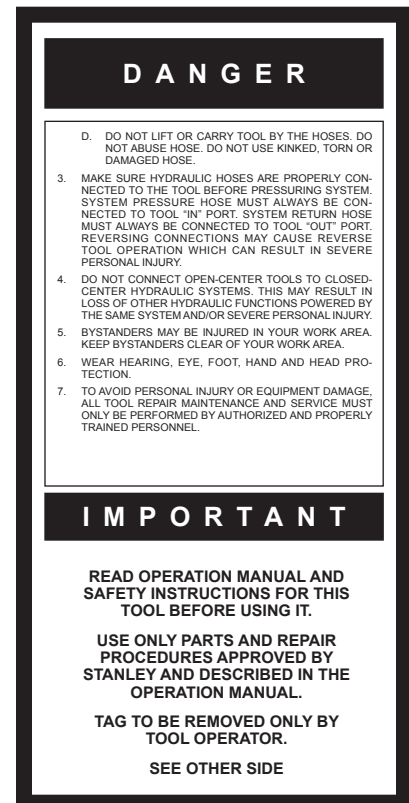 DANGER
D. DO NOT LIFT OR CARRY TOOL BY THE HOSES. DO
NOT ABUSE HOSE. DO NOT USE KINKED, TORN OR
DAMAGED HOSE.
3. MAKE SURE HYDRAULIC HOSES ARE PROPERLY CON-
NECTED TO THE TOOL BEFORE PRESSURING SYSTEM.
SYSTEM PRESSURE HOSE MUST ALWAYS BE CON-
NECTED TO TOOL “IN” PORT. SYSTEM RETURN HOSE
MUST ALWAYS BE CONNECTED TO TOOL “OUT” PORT.
REVERSING CONNECTIONS MAY CAUSE REVERSE
TOOL OPERATION WHICH CAN RESULT IN SEVERE
PERSONAL INJURY.
4. DO NOT CONNECT OPEN-CENTER TOOLS TO CLOSED-
CENTER HYDRAULIC SYSTEMS. THIS MAY RESULT IN
LOSS OF OTHER HYDRAULIC FUNCTIONS POWERED BY
THE SAME SYSTEM AND/OR SEVERE PERSONAL INJURY.
5. BYSTANDERS MAY BE INJURED IN YOUR WORK AREA.
KEEP BYSTANDERS CLEAR OF YOUR WORK AREA.
6. WEAR HEARING, EYE, FOOT, HAND AND HEAD PRO-
TECTION.
7. TO AVOID PERSONAL INJURY OR EQUIPMENT DAMAGE,
ALL TOOL REPAIR MAINTENANCE AND SERVICE MUST
ONLY BE PERFORMED BY AUTHORIZED AND PROPERLY
TRAINED PERSONNEL.
IMPORTANT
READ OPERATION MANUAL AND
SAFETY INSTRUCTIONS FOR THIS
TOOL BEFORE USING IT.
USE ONLY PARTS AND REPAIR
PROCEDURES APPROVED BY
STANLEY AND DESCRIBED IN THE
OPERATION MANUAL.
TAG TO BE REMOVED ONLY BY
TOOL OPERATOR.
SEE OTHER SIDE